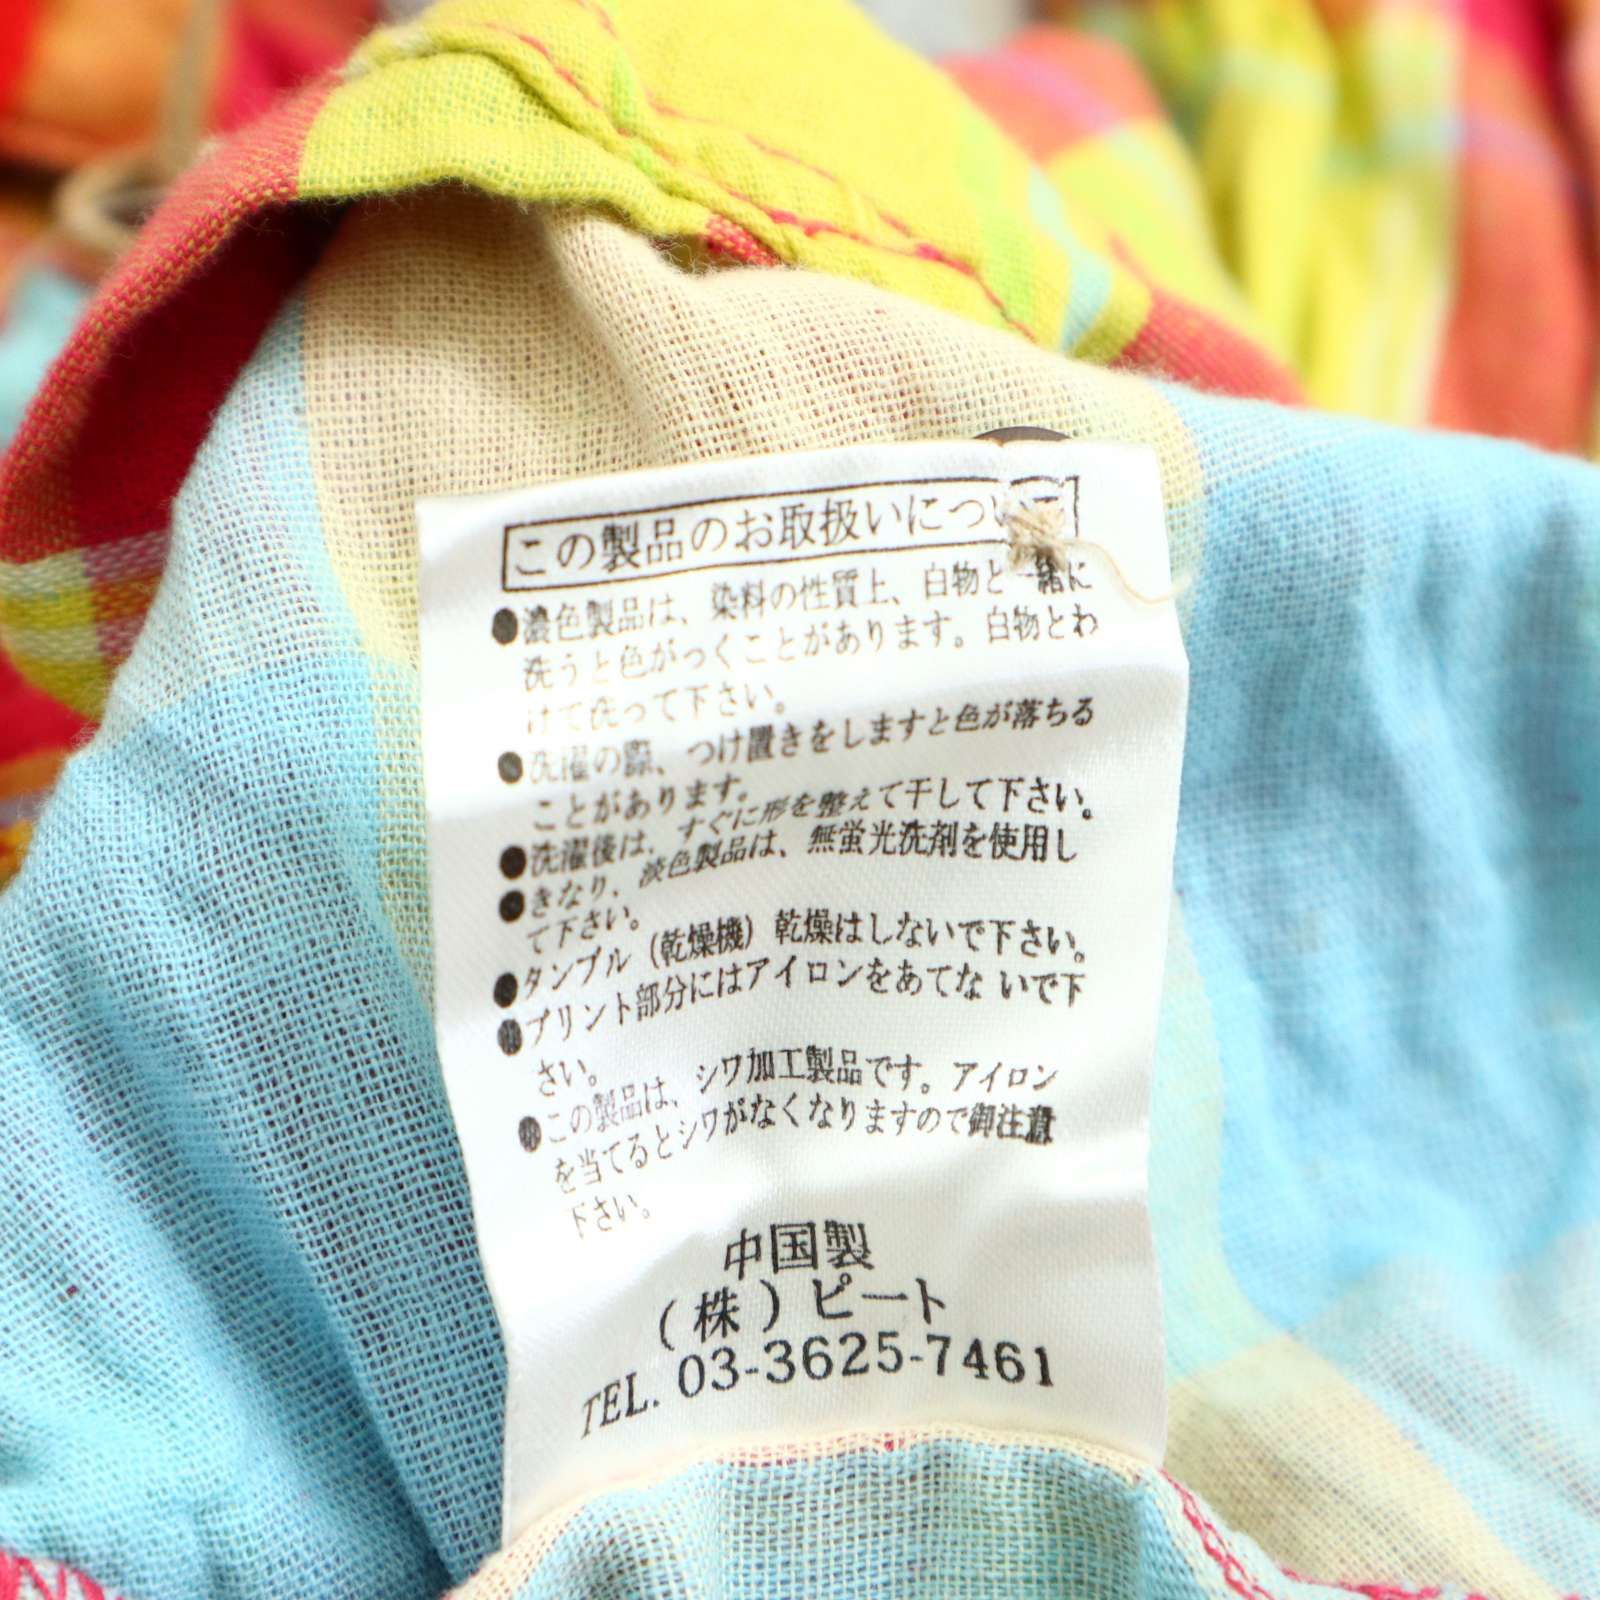 この製品のお取扱いについて
●濃色製品は、染料の性質上、白物と一緒に
洗うと色がつくことがあります。白物とわ
けて洗って下さい。
●洗濯の際、つけ置きをしますと色が落ちる
ことがあります。
●洗濯後は、すぐに形を整えて干して下さい。
●きなり、淡色製品は、無蛍光洗剤を使用し
て下さい。
●タンブル(乾燥機)乾燥はしないで下さい。
●プリント部分にはアイロンをあてないで下
さい。
●この製品は、シワ加工製品です。アイロン
を当てるとシワがなくなりますので御注意
下さい。
中国製
(株)ピート
TEL. 03-3625-7461